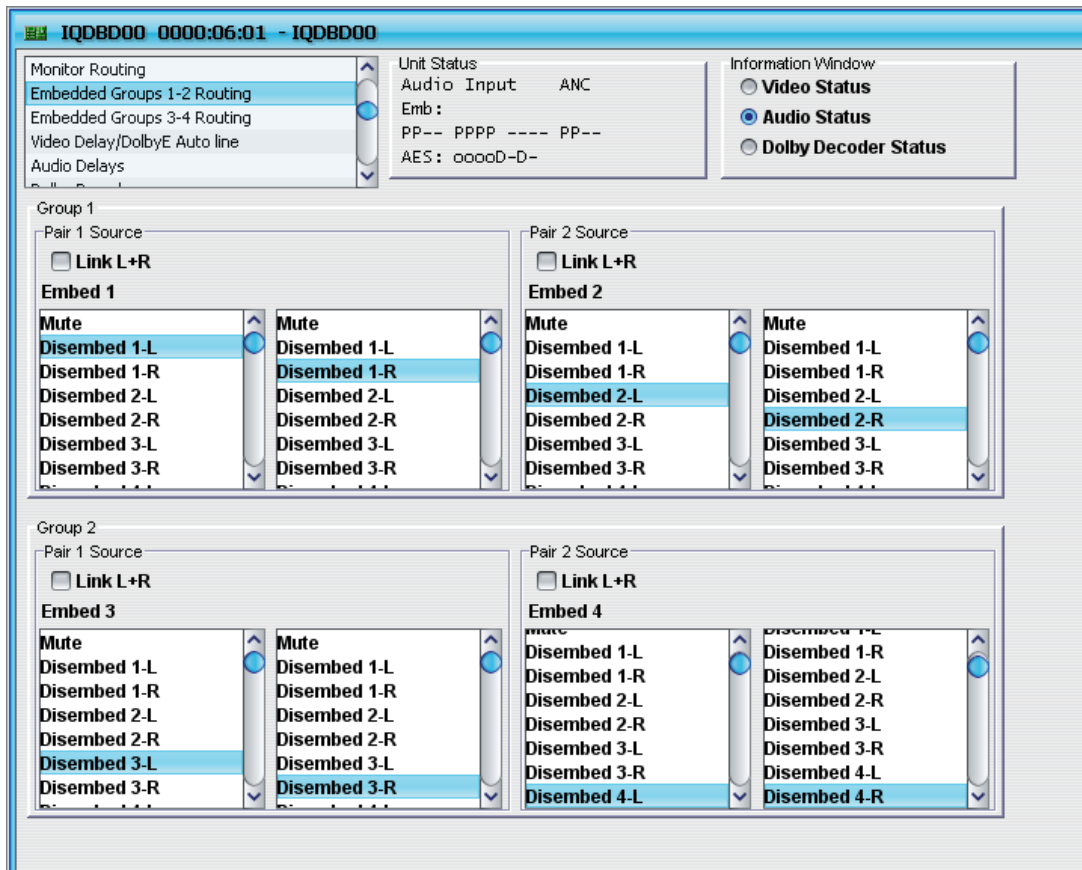 IQDBD00 0000:06:01 - IQDBD00
Monitor Routing
Embedded Groups 1-2 Routing
Embedded Groups 3-4 Routing
Video Delay/DolbyE Auto line
Audio Delays
Unit Status
Audio Input ANC
Emb:
PP-- PPPP ---- PP--
AES: ooooD-D-
Information Window
Video Status
Audio Status
Dolby Decoder Status
Group 1
Pair 1 Source
Link L+R
Embed 1
Mute
Disembed 1-L
Disembed 1-R
Disembed 2-L
Disembed 2-R
Disembed 3-L
Disembed 3-R
Mute
Disembed 1-L
Disembed 1-R
Disembed 2-L
Disembed 2-R
Disembed 3-L
Disembed 3-R
Pair 2 Source
Link L+R
Embed 2
Mute
Disembed 1-L
Disembed 1-R
Disembed 2-L
Disembed 2-R
Disembed 3-L
Disembed 3-R
Mute
Disembed 1-L
Disembed 1-R
Disembed 2-L
Disembed 2-R
Disembed 3-L
Disembed 3-R
Group 2
Pair 1 Source
Link L+R
Embed 3
Mute
Disembed 1-L
Disembed 1-R
Disembed 2-L
Disembed 2-R
Disembed 3-L
Disembed 3-R
Mute
Disembed 1-L
Disembed 1-R
Disembed 2-L
Disembed 2-R
Disembed 3-L
Disembed 3-R
Pair 2 Source
Link L+R
Embed 4
Disembed 1-L
Disembed 1-R
Disembed 2-L
Disembed 2-R
Disembed 3-L
Disembed 3-R
Disembed 4-L
Disembed 1-R
Disembed 2-L
Disembed 2-R
Disembed 3-L
Disembed 3-R
Disembed 4-L
Disembed 4-R